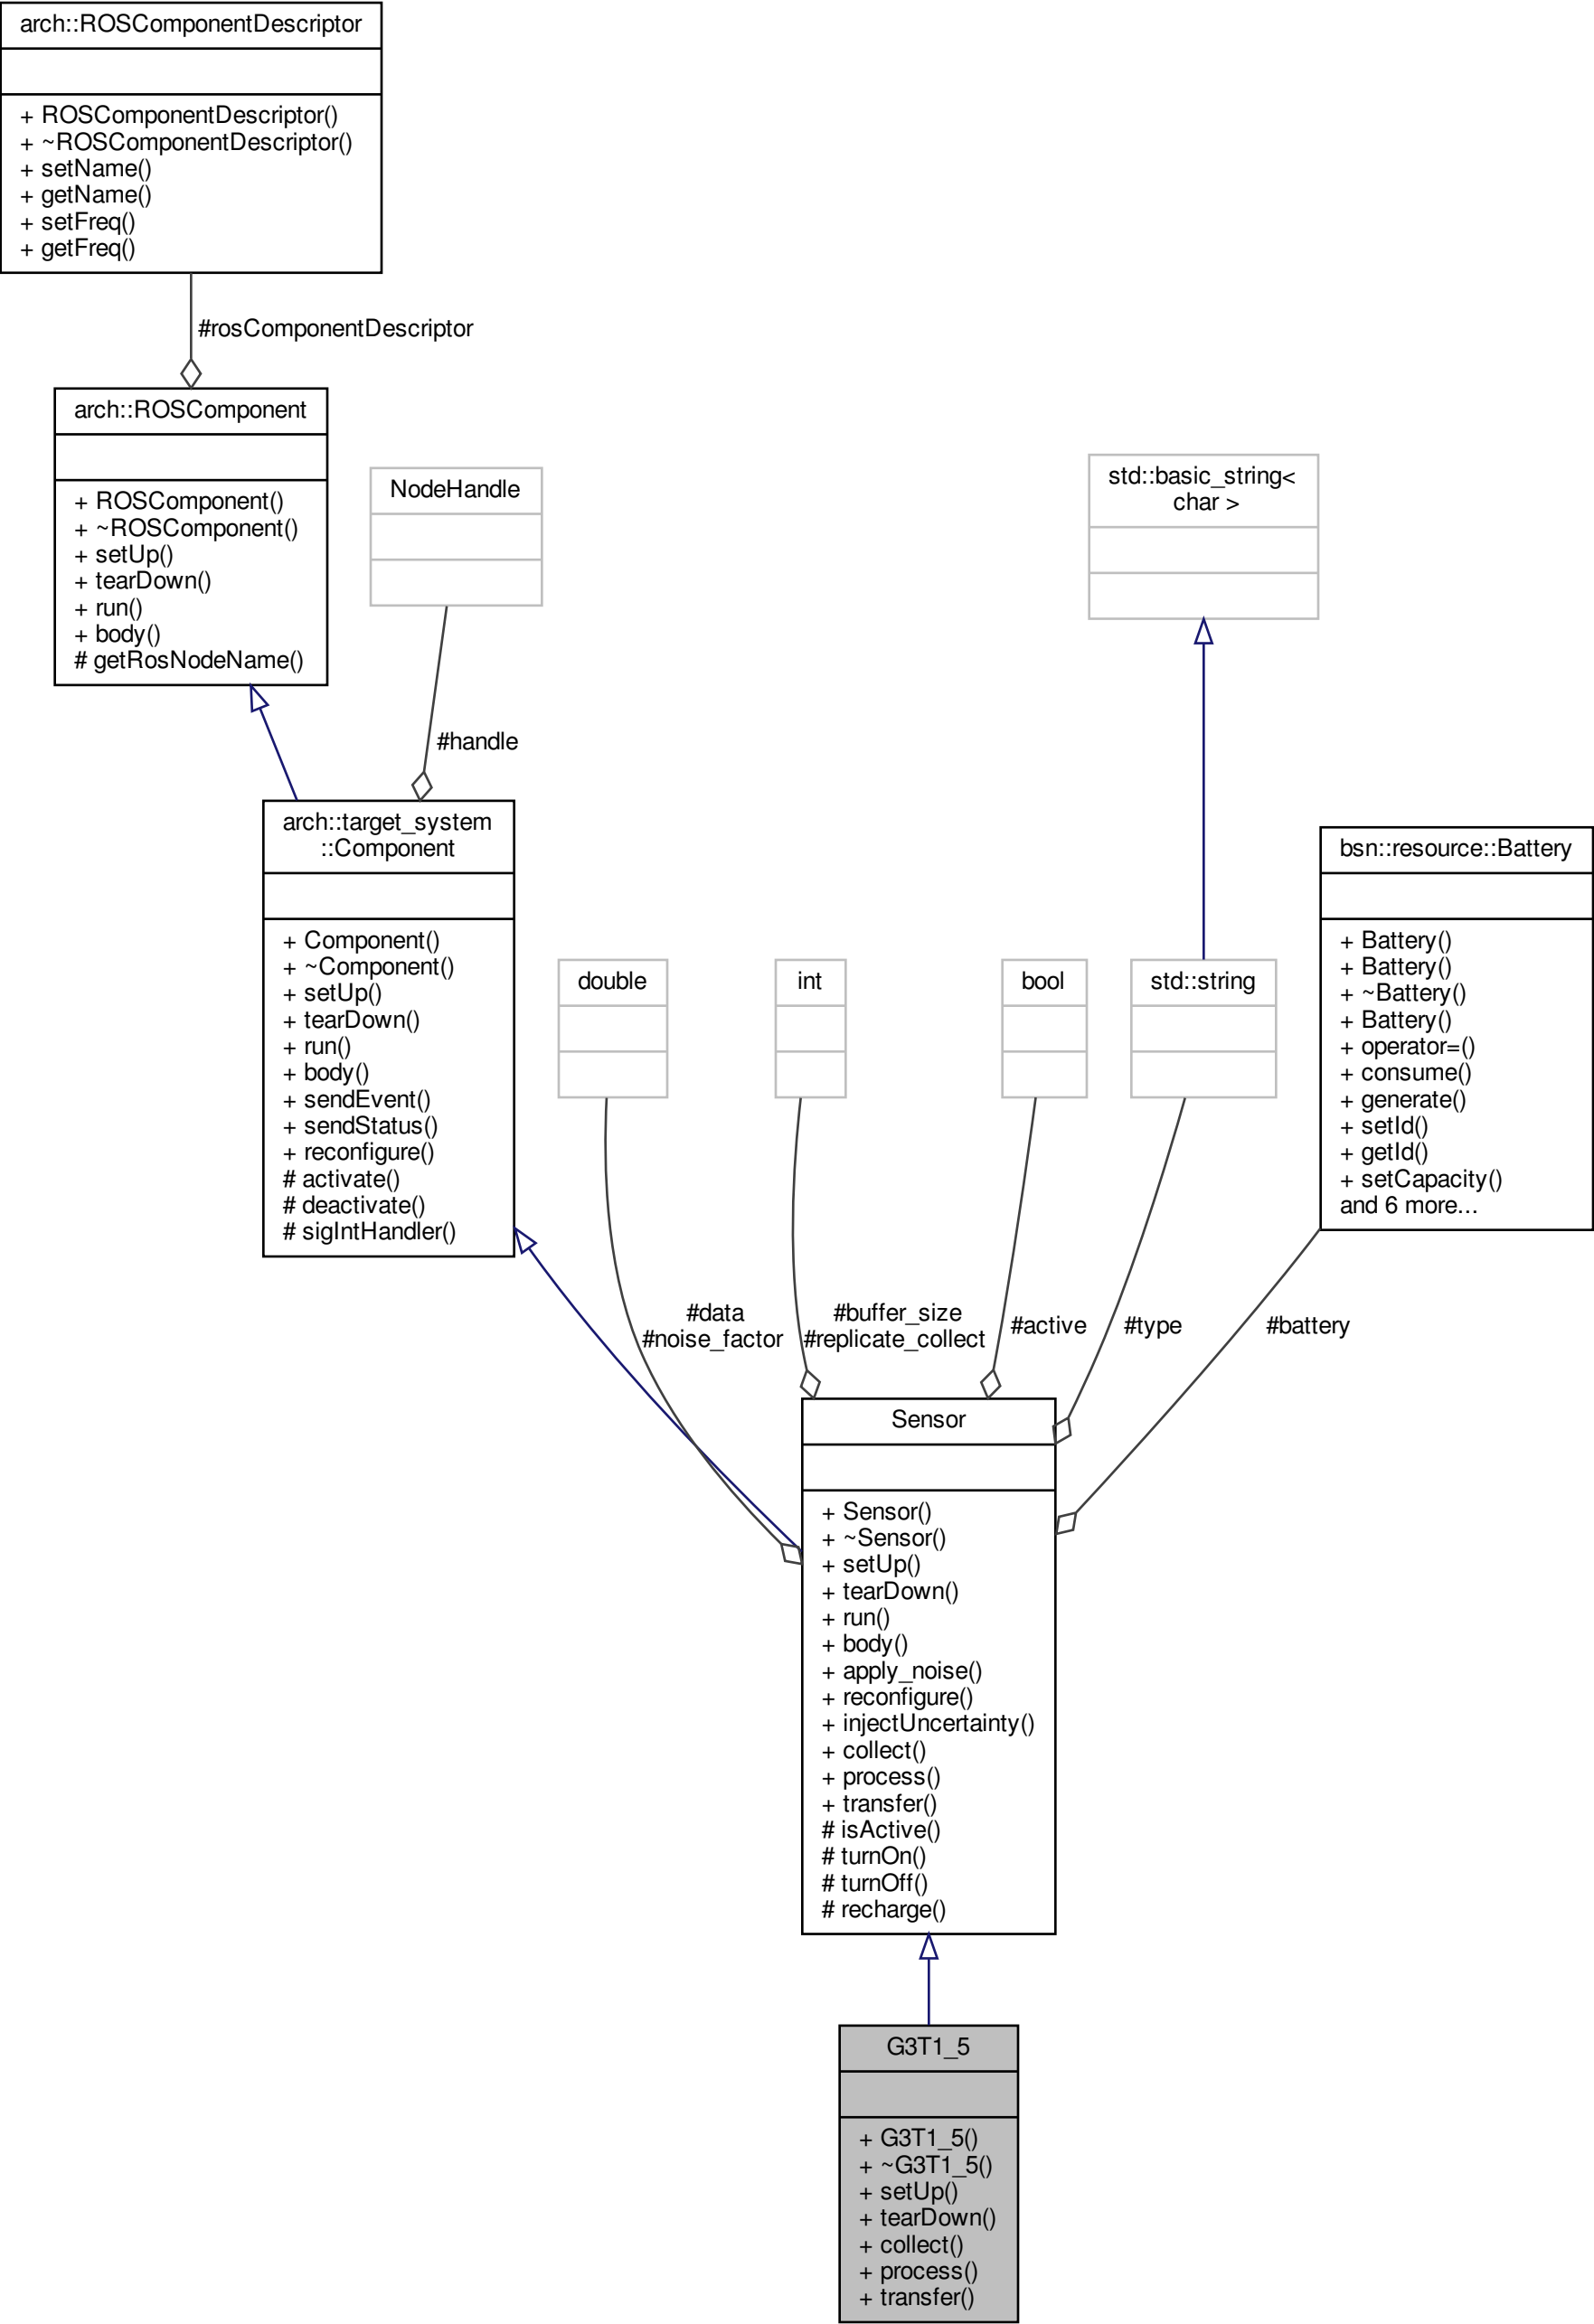 arch::ROSComponentDescriptor
+ ROSComponentDescriptor()
+ ~ROSComponentDescriptor()
+ setName()
+ getName()
+ setFreq()
+ getFreq()
#rosComponentDescriptor
arch::ROSComponent
+ ROSComponent()
+ ~ROSComponent()
+ setUp()
+ tearDown()
+ run()
+ body()
# getRosNodeName()
NodeHandle
#handle
std::basic_string<
char >
arch::target_system
::Component
+ Component()
+ ~Component()
+ setUp()
+ tearDown()
+ run()
+ body()
+ sendEvent()
+ sendStatus()
+ reconfigure()
# activate()
# deactivate()
# sigIntHandler()
double
int
bool
std::string
bsn::resource::Battery
+ Battery()
+ Battery()
+ ~Battery()
+ Battery()
+ operator=()
+ consume()
+ generate()
+ setId()
+ getId()
+ setCapacity()
and 6 more...
#data
#noise_factor
#buffer_size
#replicate_collect
#active
#type
#battery
Sensor
+ Sensor()
+ ~Sensor()
+ setUp()
+ tearDown()
+ run()
+ body()
+ apply_noise()
+ reconfigure()
+ injectUncertainty()
+ collect()
+ process()
+ transfer()
# isActive()
# turnOn()
# turnOff()
# recharge()
G3T1_5
+ G3T1_5()
+ ~G3T1_5()
+ setUp()
+ tearDown()
+ collect()
+ process()
+ transfer()